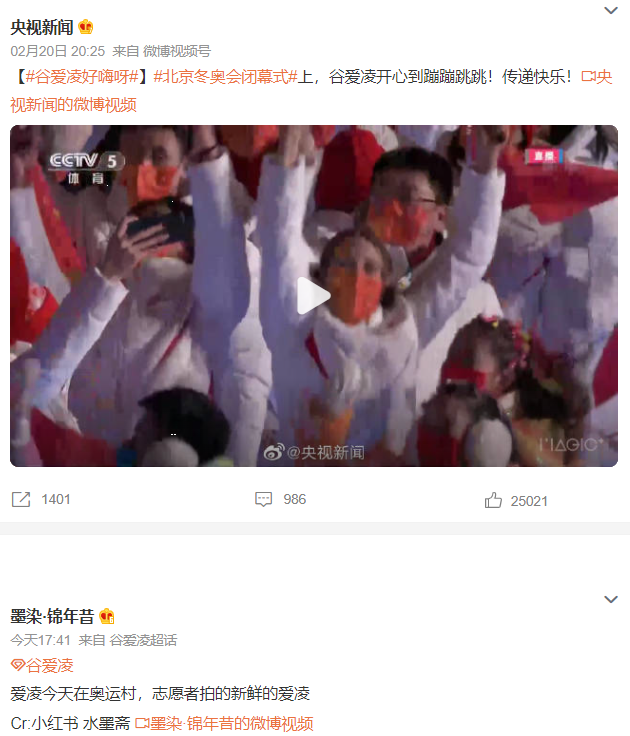 央视新闻
02月20日 20:25 来自 微博视频号
【#谷爱凌好嗨呀#】#北京冬奥会闭幕式#上，谷爱凌开心到蹦蹦跳跳！传递快乐！央
视新闻的微博视频
CCTV 5
体育
直播
@央视新闻
MAGIC
1401
986
25021
墨染·锦年昔
今天17:41 来自 谷爱凌超话
谷爱凌
爱凌今天在奥运村，志愿者拍的新鲜的爱凌
Cr:小红书 水墨斋 墨染·锦年昔的微博视频